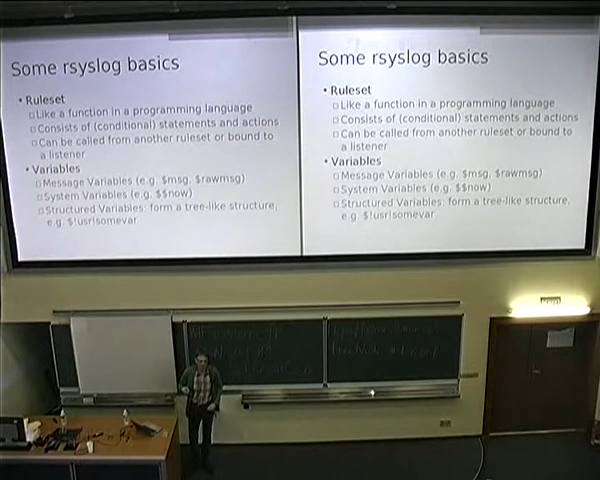 Some rsyslog basics
• Ruleset
Like a function in a programming language
Consists of (conditional) statements and actions
Can be called from another ruleset or bound to
a listener
• Variables
Message Variables (e.g. $msg, $rawmsg)
System Variables (e.g. $$now)
Structured Variables: form a tree-like structure,
e.g. $!usr!somevar
Some rsyslog basics
• Ruleset
Like a function in a programming language
Consists of (conditional) statements and actions
Can be called from another ruleset or bound to
a listener
• Variables
Message Variables (e.g. $msg, $rawmsg)
System Variables (e.g. $$now)
Structured Variables: form a tree-like structure,
e.g. $!usr!somevar